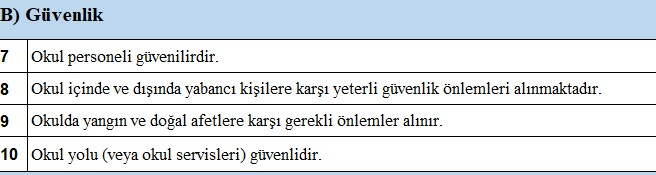 B) Güvenlik
7 Okul personeli güvenilirdir.
8 Okul içinde ve dışında yabancı kişilere karşı yeterli güvenlik önlemleri alınmaktadır.
9 Okulda yangın ve doğal afetlere karşı gerekli önlemler alınır.
10 Okul yolu (veya okul servisleri) güvenlidir.